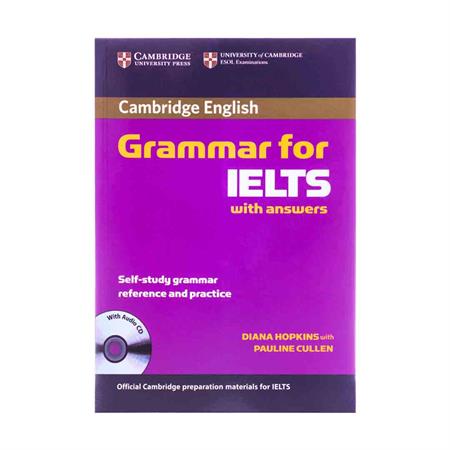 CAMBRIDGE
UNIVERSITY PRESS
UNIVERSITY of CAMBRIDGE
ESOL Examinations
Cambridge English
Grammar for
IELTS
with answers
Self-study grammar
reference and practice
With Audio CD
DIANA HOPKINS with
PAULINE CULLEN
Official Cambridge preparation materials for IELTS